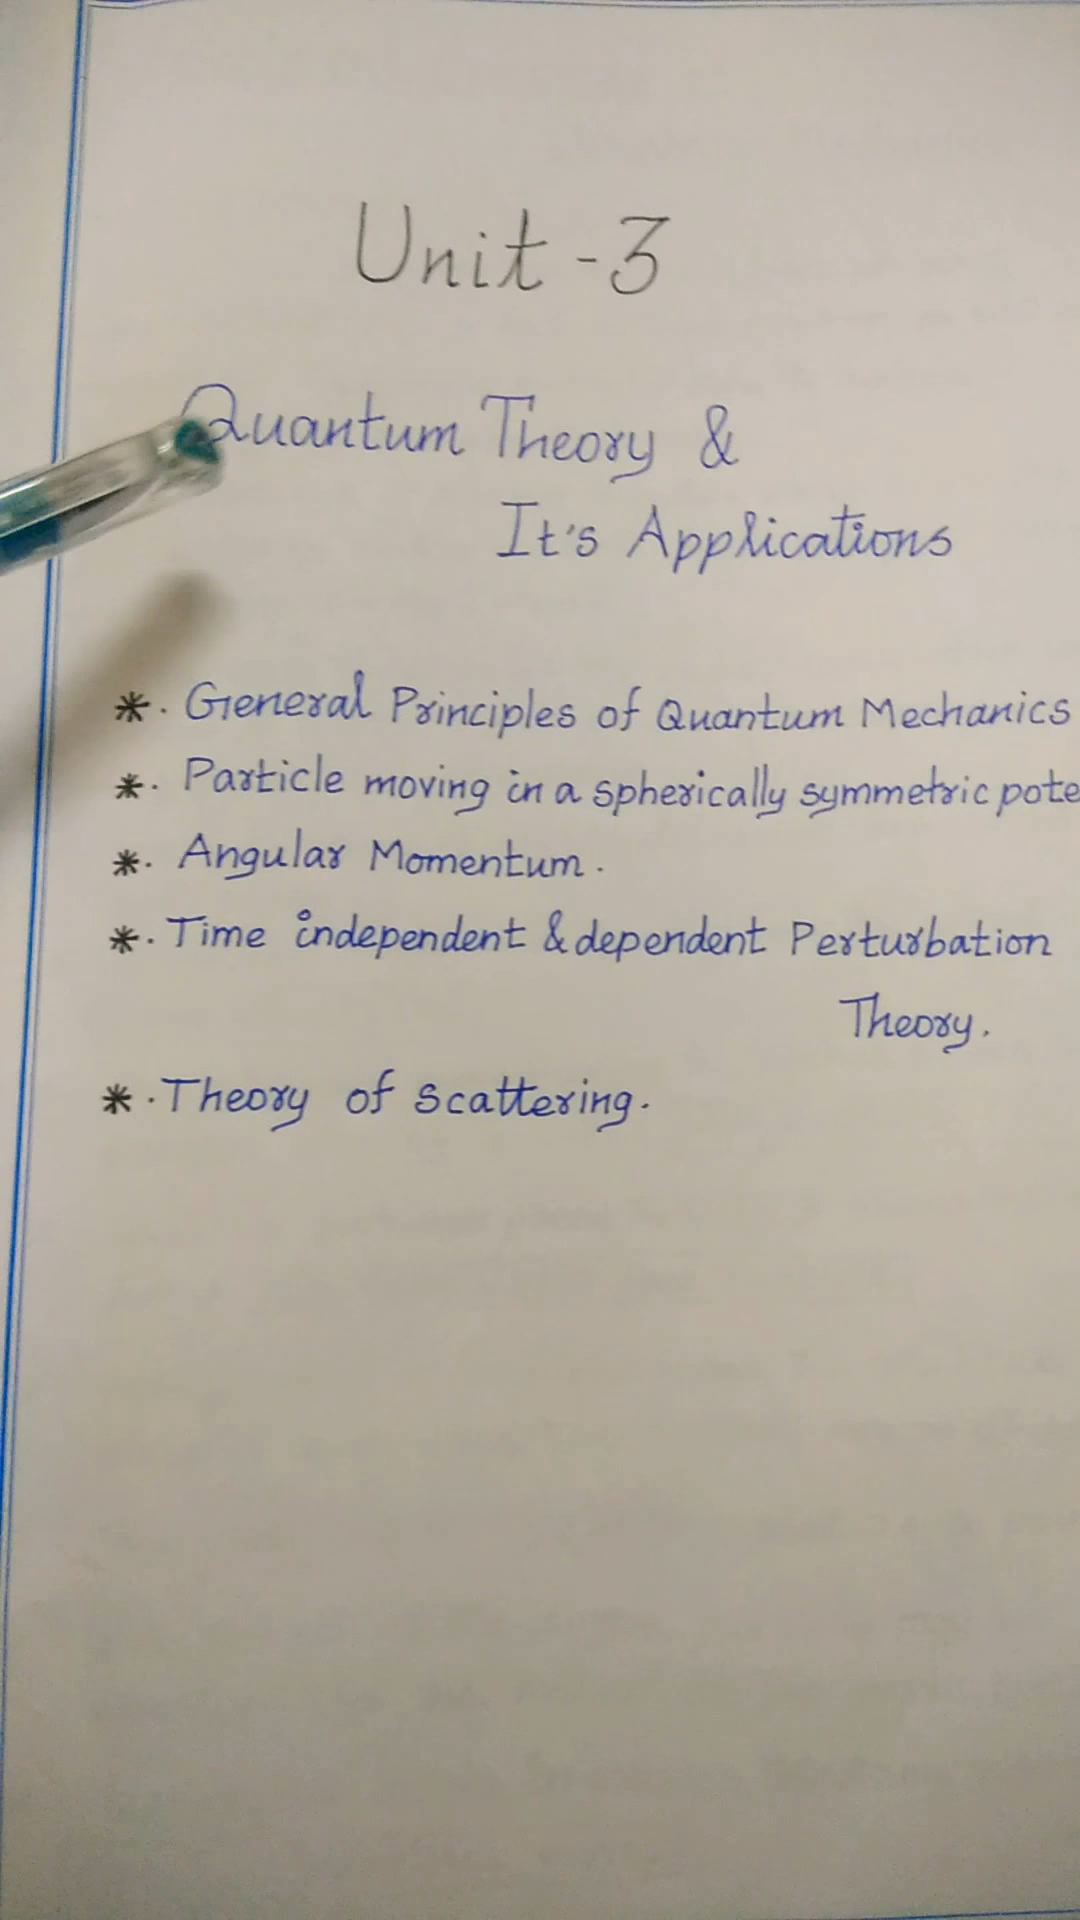 Unit - 3
Quantum Theory &
It's Applications
*. General Principles of Quantum Mechanics
*. Particle moving in a spherically symmetric pote
*. Angular Momentum.
*. Time independent & dependent Perturbation
Theory.
*. Theory of Scattering.